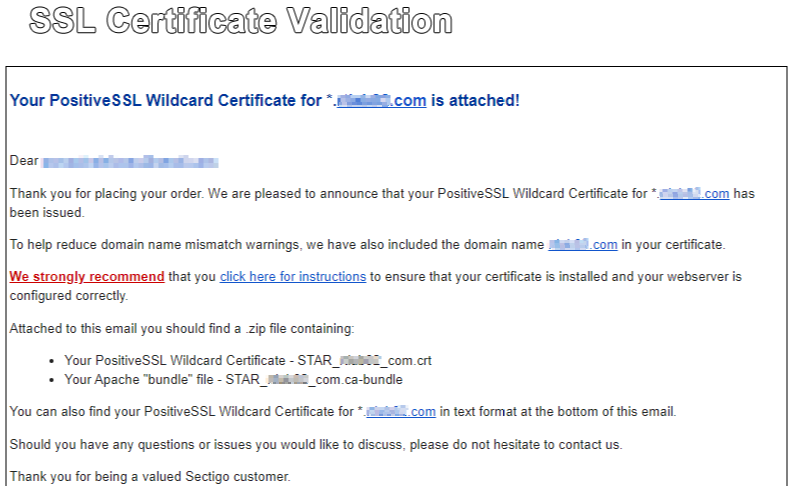 SSL Certificate Validation
Your PositiveSSL Wildcard Certificate for *. .com is attached!
Dear
Thank you for placing your order. We are pleased to announce that your PositiveSSL Wildcard Certificate for *. .com has
been issued.
To help reduce domain name mismatch warnings, we have also included the domain name .com in your certificate.
We strongly recommend that you click here for instructions to ensure that your certificate is installed and your webserver is
configured correctly.
Attached to this email you should find a .zip file containing:
• Your PositiveSSL Wildcard Certificate - STAR_ _com.crt
• Your Apache "bundle" file - STAR_ _com.ca-bundle
You can also find your PositiveSSL Wildcard Certificate for *. .com in text format at the bottom of this email.
Should you have any questions or issues you would like to discuss, please do not hesitate to contact us.
Thank you for being a valued Sectigo customer.